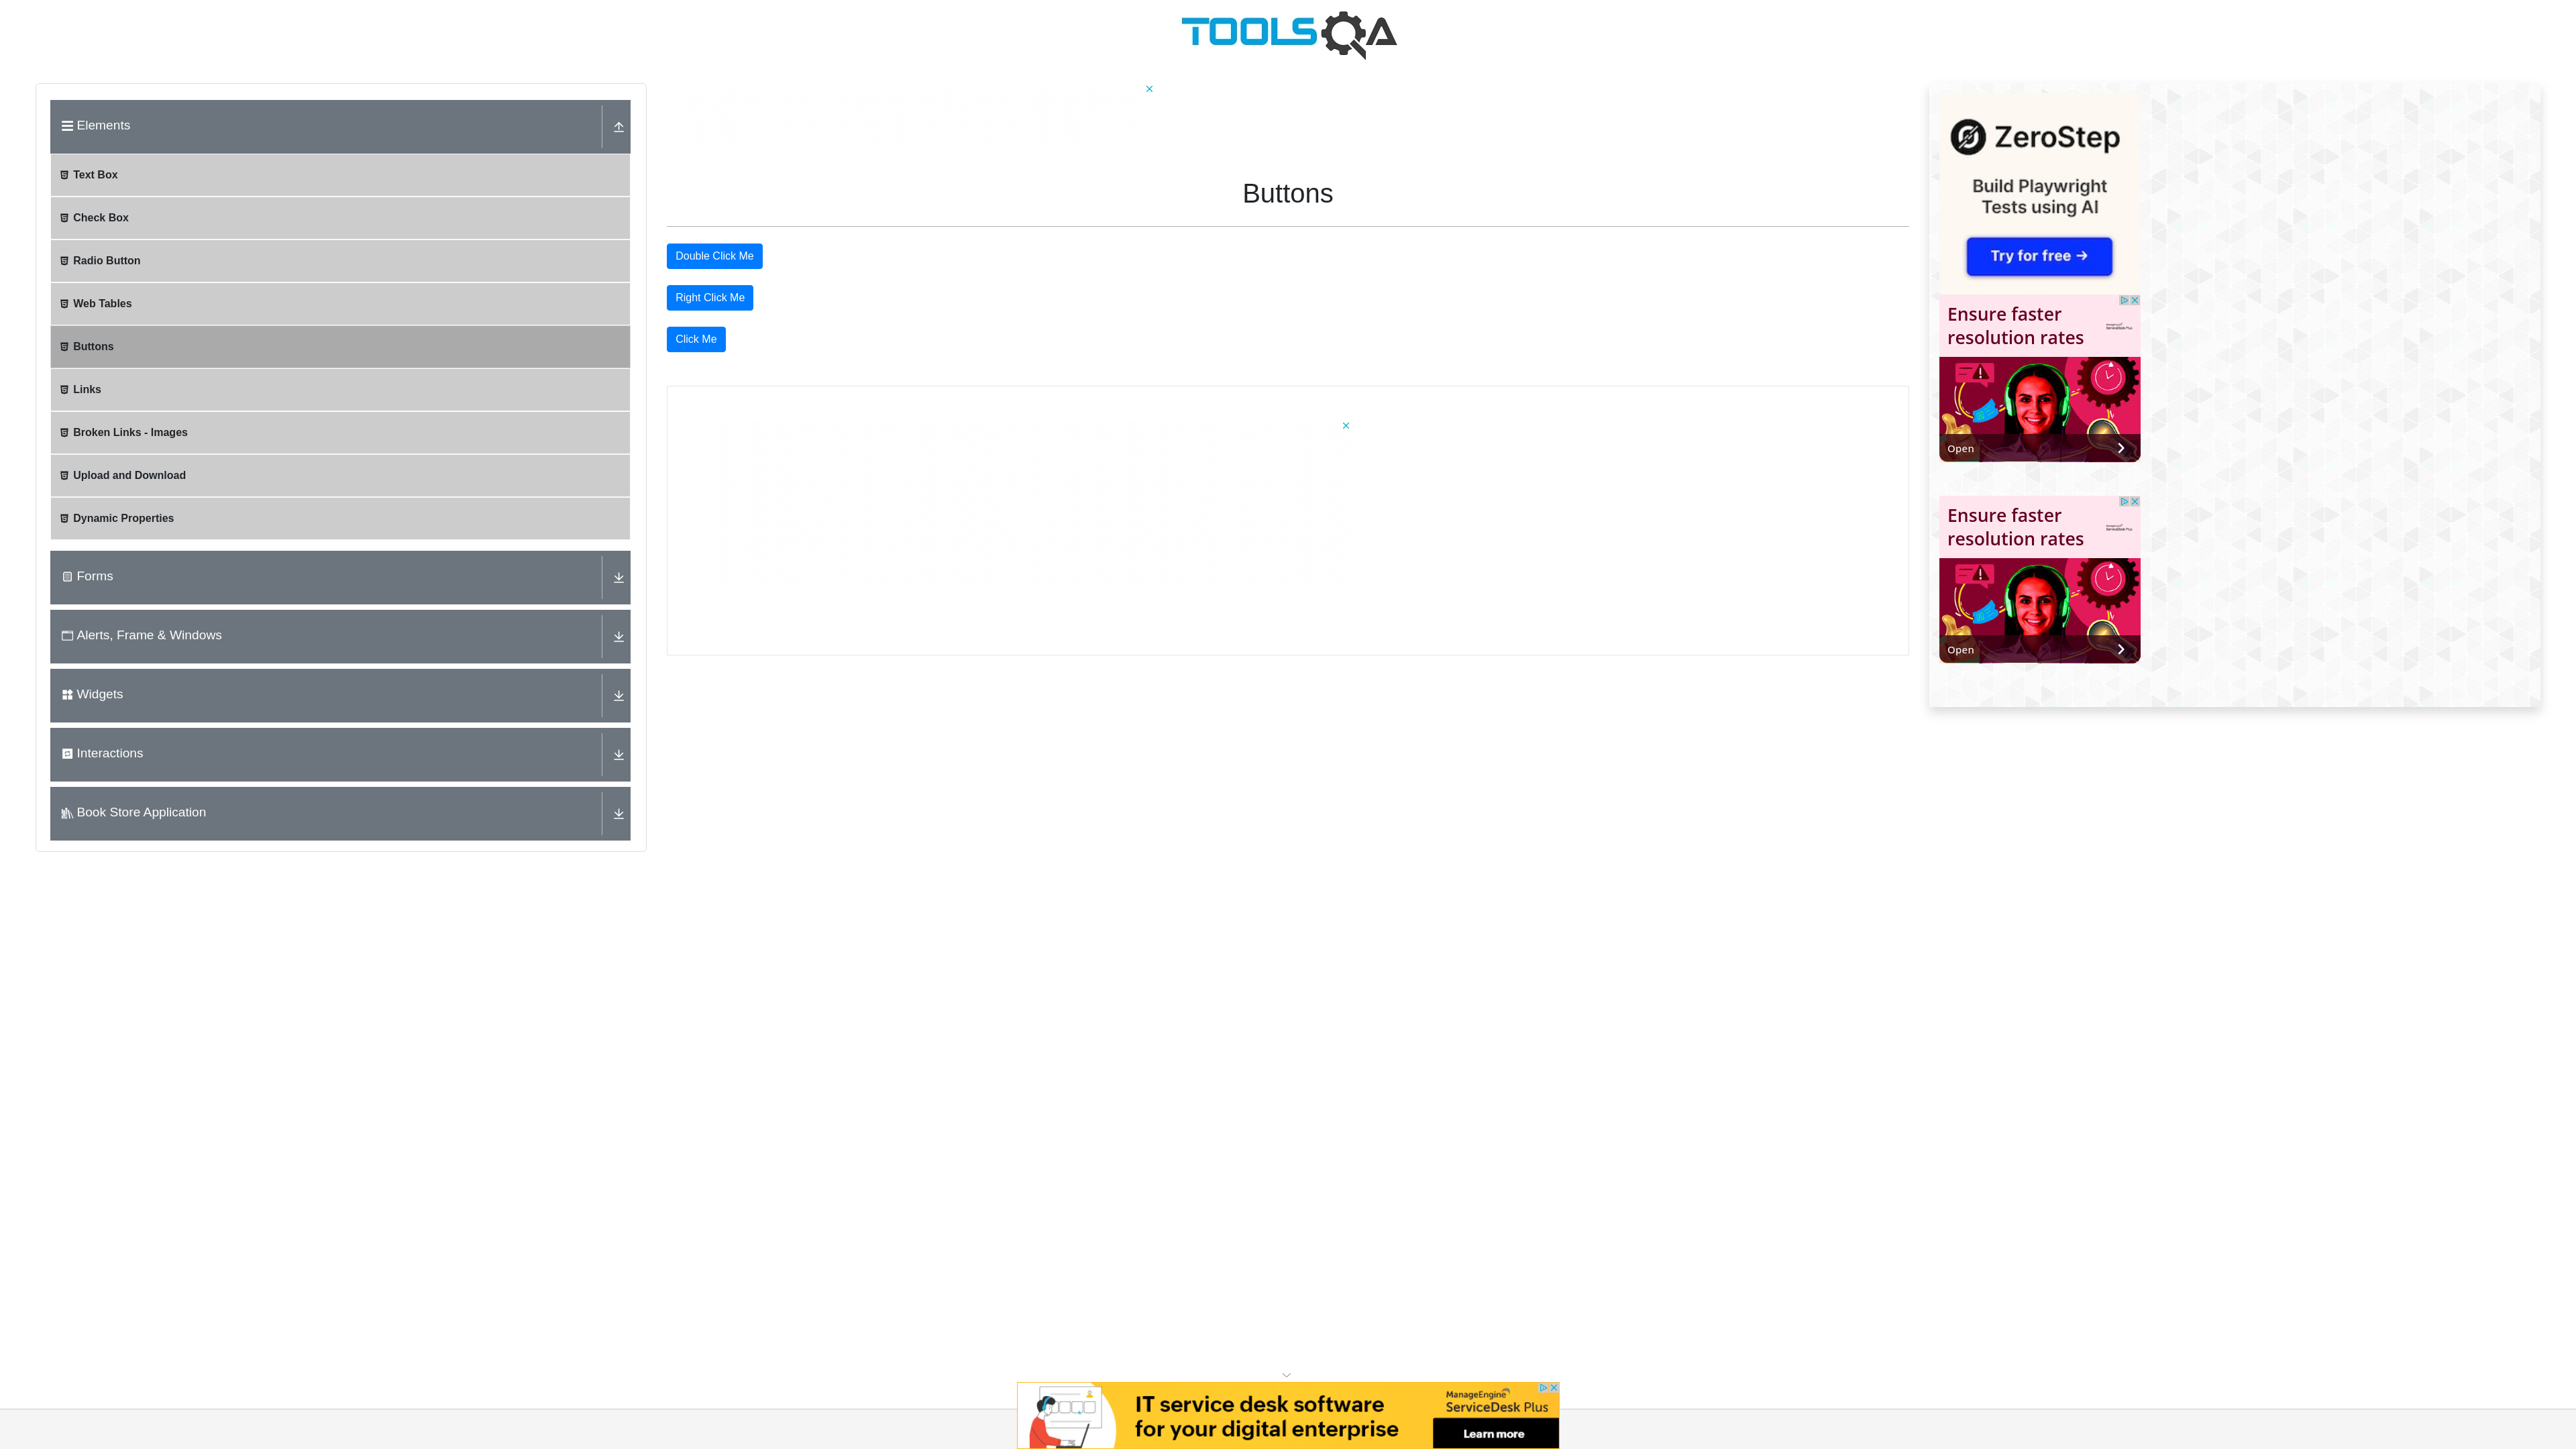 TOOLSQA
Elements
Text Box
Check Box
Radio Button
Web Tables
Buttons
Links
Broken Links - Images
Upload and Download
Dynamic Properties
Forms
Alerts, Frame & Windows
Widgets
Interactions
Book Store Application
Buttons
Double Click Me
Right Click Me
Click Me
ZeroStep
Build Playwright
Tests using AI
Try for free →
Ensure faster
resolution rates
Open
Ensure faster
resolution rates
Open
IT service desk software
for your digital enterprise
ManageEngine
ServiceDesk Plus
Learn more